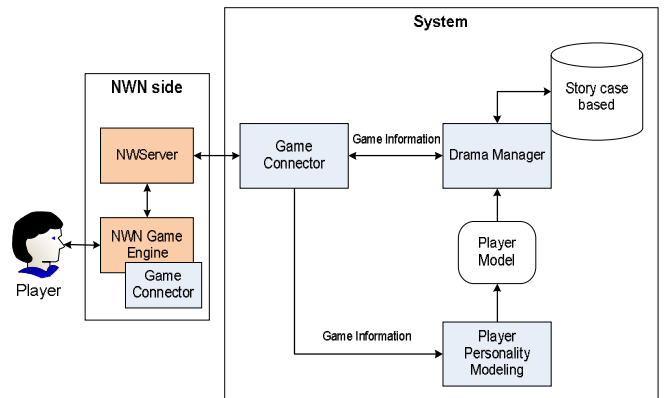 System
NWN side
Story case
based
NWServer
Game
Connector
Game Information
Drama Manager
NWN Game
Engine
Game
Connector
Player
Player
Model
Game Information
Player
Personality
Modeling